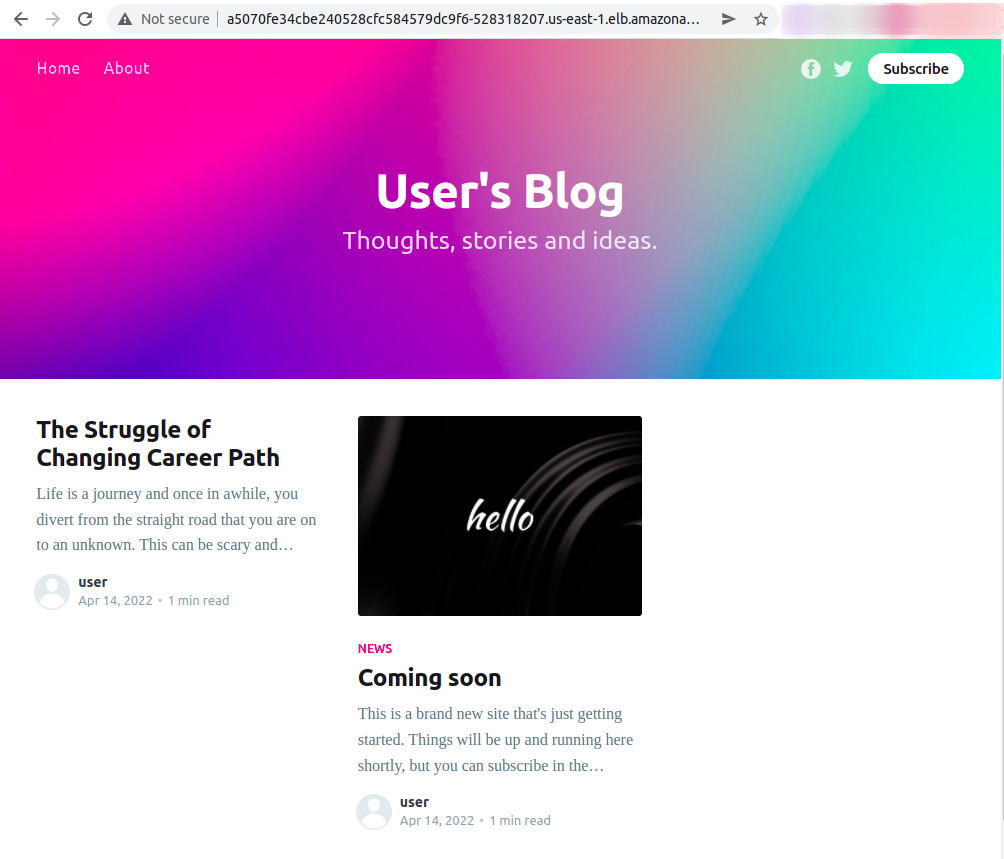 Not secure
a5070fe34cbe240528cfc584579dc9f6-528318207.us-east-1.elb.amazona…
Home About
Subscribe
User's Blog
Thoughts, stories and ideas.
The Struggle of
Changing Career Path
Life is a journey and once in awhile, you
divert from the straight road that you are on
to an unknown. This can be scary and…
user
Apr 14, 2022 • 1 min read
hello
NEWS
Coming soon
This is a brand new site that's just getting
started. Things will be up and running here
shortly, but you can subscribe in the…
user
Apr 14, 2022 • 1 min read